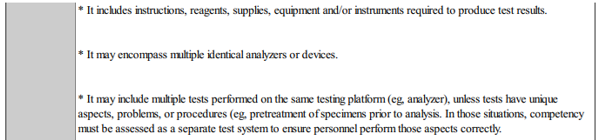 * It includes instructions, reagents, supplies, equipment and/or instruments required to produce test results.
* It may encompass multiple identical analyzers or devices.
* It may include multiple tests performed on the same testing platform (eg, analyzer), unless tests have unique
aspects, problems, or procedures (eg, pretreatment of specimens prior to analysis. In those situations, competency
must be assessed as a separate test system to ensure personnel perform those aspects correctly.